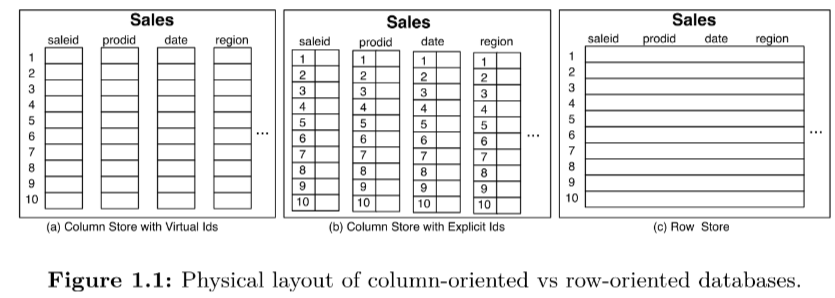 Sales
saleid prodid date region
1
2
3
4
5
6
7
8
9
10
...
(a) Column Store with Virtual Ids
Sales
saleid prodid date region
1 1 1 1
2 2 2 2
3 3 3 3
4 4 4 4
5 5 5 5
6 6 6 6
7 7 7 7
8 8 8 8
9 9 9 9
10 10 10 10
...
(b) Column Store with Explicit Ids
Sales
saleid prodid date region
1
2
3
4
5
6
7
8
9
10
...
(c) Row Store
Figure 1.1: Physical layout of column-oriented vs row-oriented databases.